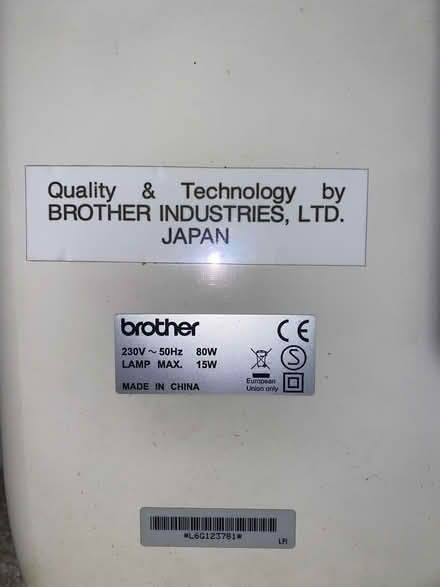 Quality & Technology by
BROTHER INDUSTRIES, LTD.
JAPAN
brother
CE
230V ~ 50Hz 80W
LAMP MAX. 15W
S
European
Union only
MADE IN CHINA
*L6G123781*
LPI